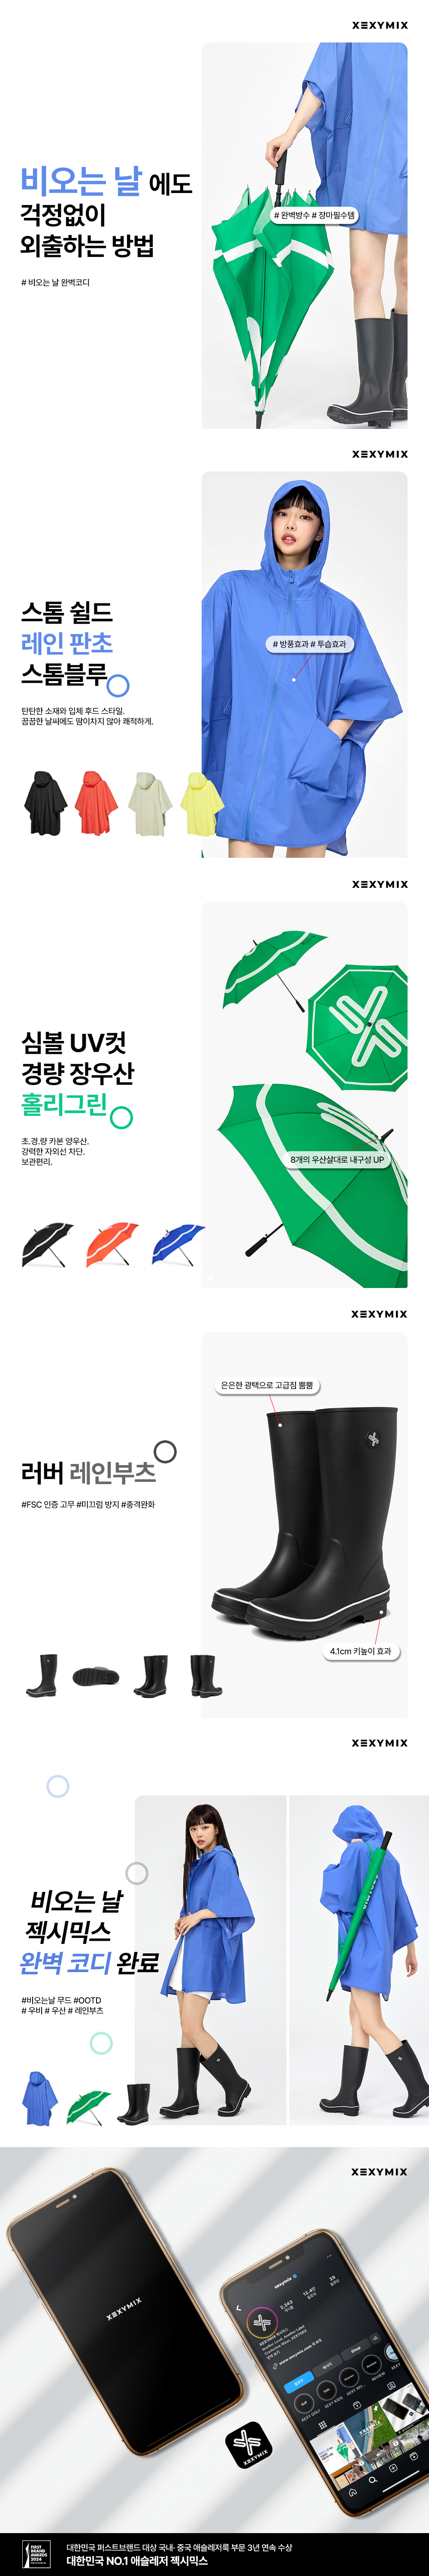 XEXYMIX
비오는 날 에도
걱정없이
외출하는 방법
# 비오는 날 완벽코디
# 완벽방수 # 장마필수템
XEXYMIX
스톰 쉴드
레인 판초
스톰블루
탄탄한 소재와 입체 후드 스타일.
꿉꿉한 날씨에도 땀이차지 않아 쾌적하게.
# 방풍효과 # 투습효과
XEXYMIX
심볼 UV컷
경량 장우산
홀리그린
초.경.량 카본 양우산.
강력한 자외선 차단.
보관편리.
8개의 우산살대로 내구성 UP
XEXYMIX
은은한 광택으로 고급짐 뿜뿜
러버 레인부츠
#FSC 인증 고무 #미끄럼 방지 #충격완화
4.1cm 키높이 효과
XEXYMIX
비오는 날
젝시믹스
완벽 코디 완료
#비오는날 무드 #OOTD
# 우비 # 우산 # 레인부츠
XEXYMIX
XEXYMIX
xexymix
www.xexymix.com
Shop
XEXYMIX
FIRST
BRAND
AWARDS
2024
대한민국 퍼스트브랜드 대상 국내· 중국 애슬레저룩 부문 3년 연속 수상
대한민국 NO.1 애슬레저 젝시믹스